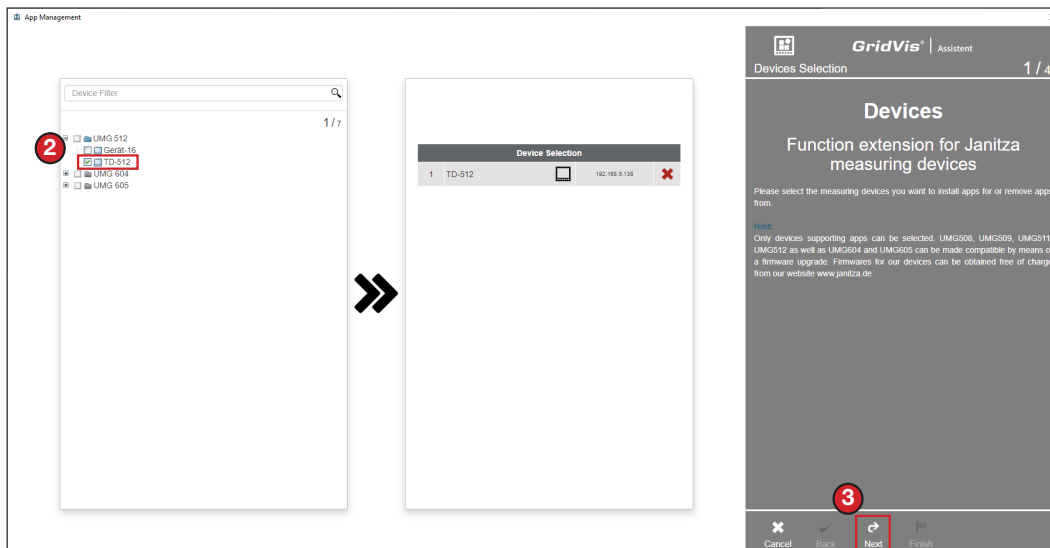 App Management
Device Filter
1 / 7
2
UMG 512
Gerät-16
TD-512
UMG 604
UMG 605
Device Selection
1 TD-512 192.168.5.138
GridVis® | Assistent
Devices Selection 1 / 4
Devices
Function extension for Janitza
measuring devices
Please select the measuring devices you want to install apps for or remove apps
from.
Hint:
Only devices supporting apps can be selected. UMG508, UMG509, UMG511,
UMG512 as well as UMG604 and UMG605 can be made compatible by means o
a firmware upgrade. Firmwares for our devices can be obtained free of charge
from our website www.janitza.de
3
Cancel Back Next Finish